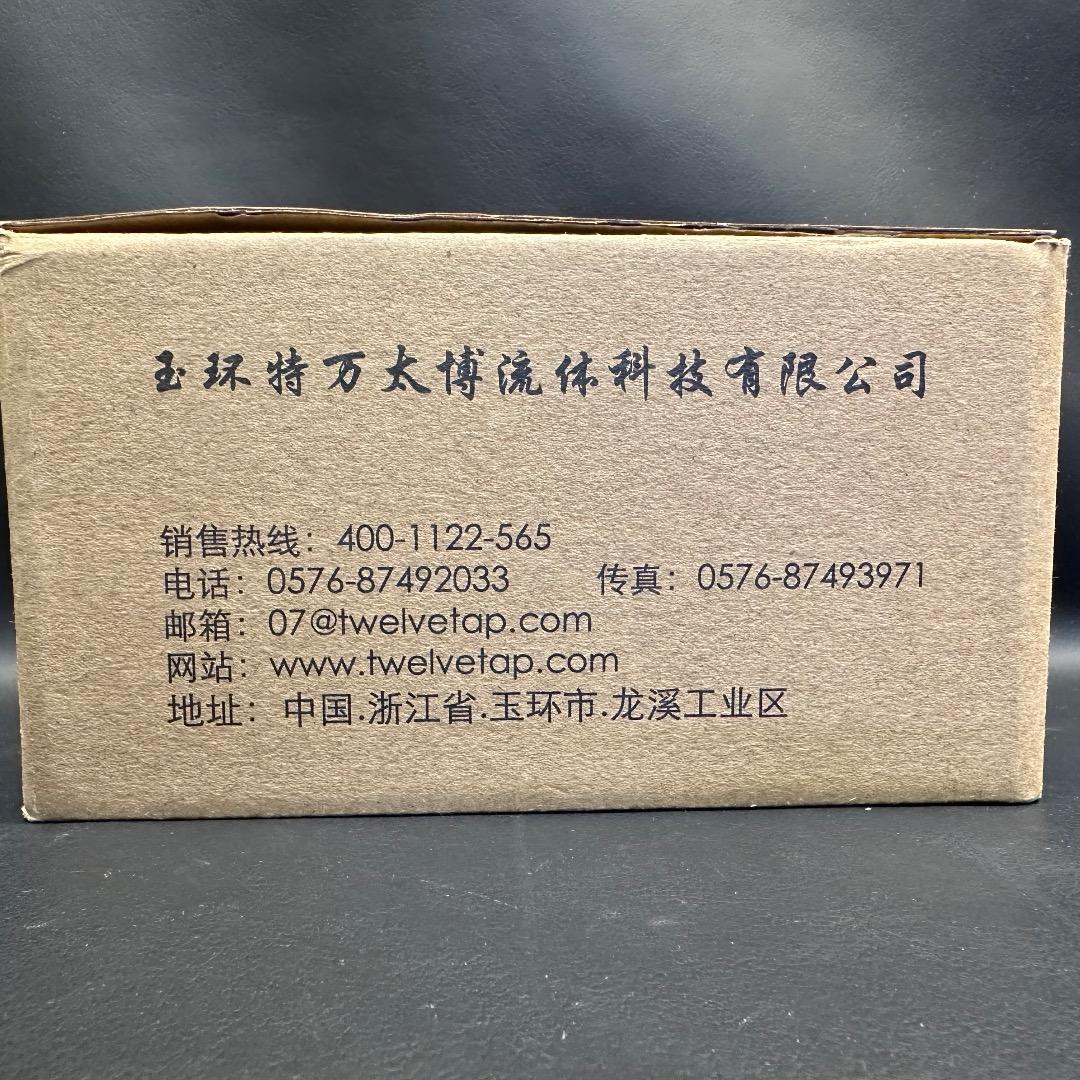 玉环特万太博流体科技有限公司
销售热线：400-1122-565
电话：0576-87492033 传真：0576-87493971
邮箱：07@twelvetap.com
网站：www.twelvetap.com
地址：中国.浙江省.玉环市.龙溪工业区